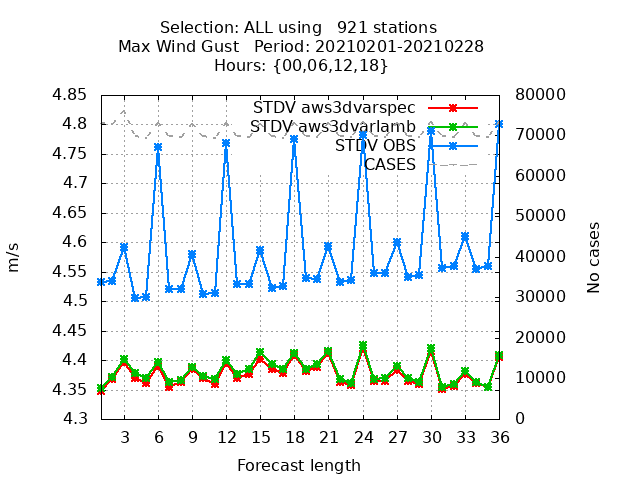 Selection: ALL using   921 stations
Max Wind Gust   Period: 20210201-20210228
Hours: {00,06,12,18}
STDV aws3dvarspec
STDV aws3dvarlamb
STDV OBS
CASES
4.85
4.8
4.75
4.7
4.65
4.6
4.55
4.5
4.45
4.4
4.35
4.3
m/s
80000
70000
60000
50000
40000
30000
20000
10000
0
No cases
3 6 9 12 15 18 21 24 27 30 33 36
Forecast length